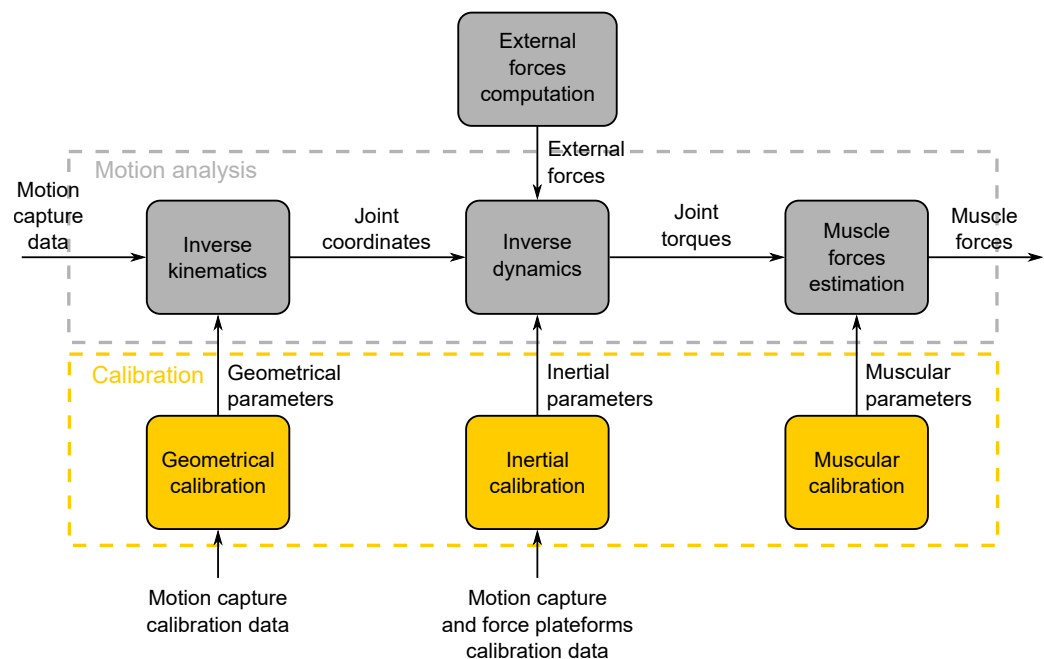 External
forces
computation
External
forces
Motion analysis
Motion
capture
data
Inverse
kinematics
Joint
coordinates
Inverse
dynamics
Joint
torques
Muscle
forces
estimation
Muscle
forces
Calibration
Geometrical
parameters
Inertial
parameters
Muscular
parameters
Geometrical
calibration
Inertial
calibration
Muscular
calibration
Motion capture
calibration data
Motion capture
and force plateforms
calibration data